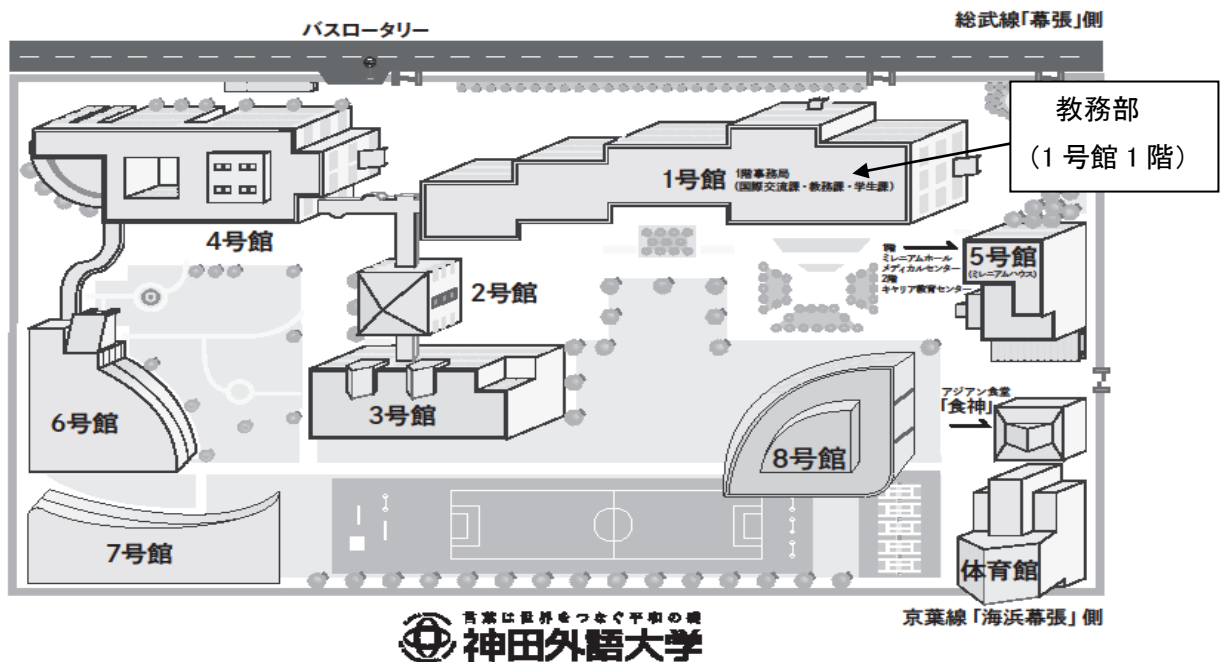 総武線「幕張」側
バスロータリー
教務部
(1号館1階)
1号館
1階事務局
(国際交流課・教務課・学生課)
4号館
2号館
1階
ミレニアムホール
メディカルセンター
2階
キャリア教育センター
5号館
(ミレニアムハウス)
6号館
3号館
アジアン食堂
「食神」
8号館
7号館
体育館
京葉線「海浜幕張」側
言葉は世界をつなぐ平和の礎
神田外語大学